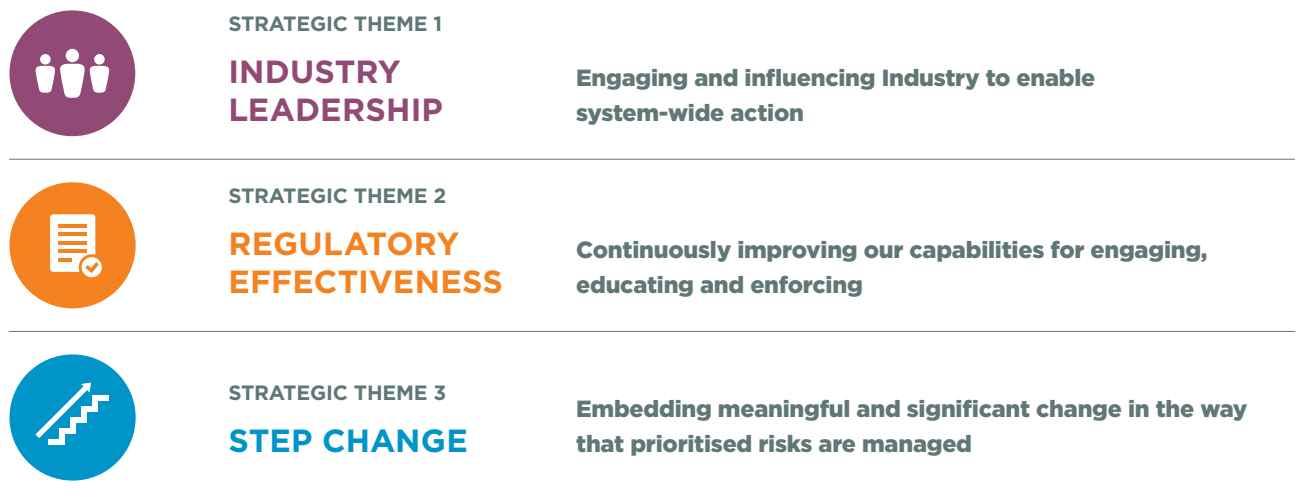 STRATEGIC THEME 1
INDUSTRY
LEADERSHIP
Engaging and influencing Industry to enable
system-wide action
STRATEGIC THEME 2
REGULATORY
EFFECTIVENESS
Continuously improving our capabilities for engaging,
educating and enforcing
STRATEGIC THEME 3
STEP CHANGE
Embedding meaningful and significant change in the way
that prioritised risks are managed